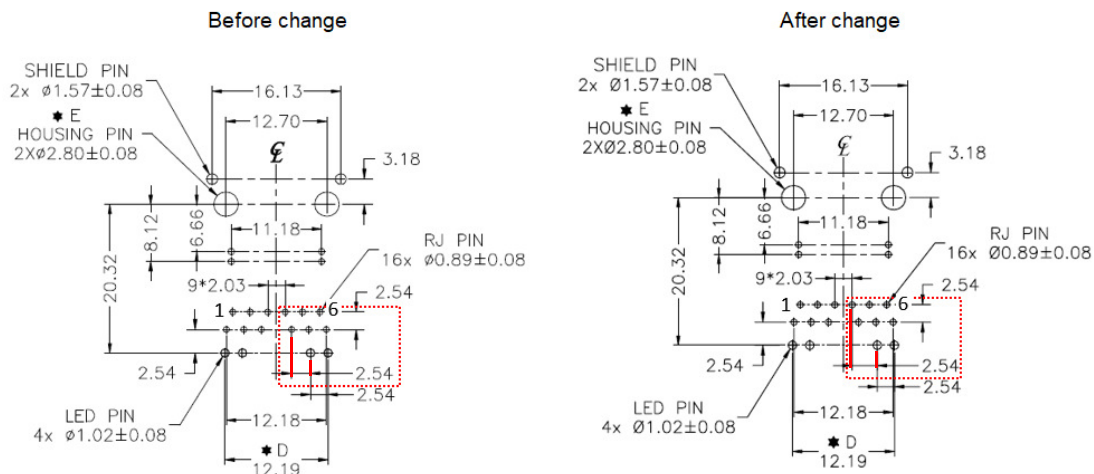 Before change
SHIELD PIN
2x ø1.57±0.08
16.13
✱ E
12.70
HOUSING PIN
2Xø2.80±0.08
℄
3.18
20.32
8.12
6.66
11.18
RJ PIN
16x ø0.89±0.08
9*2.03
2.54
1
6
2.54
2.54
2.54
LED PIN
4x ø1.02±0.08
12.18
✱ D
12.19
After change
SHIELD PIN
2x Ø1.57±0.08
16.13
✱ E
12.70
HOUSING PIN
2XØ2.80±0.08
℄
3.18
20.32
8.12
6.66
11.18
RJ PIN
16x Ø0.89±0.08
9*2.03
2.54
1
6
2.54
2.54
2.54
LED PIN
4x Ø1.02±0.08
12.18
✱ D
12.19